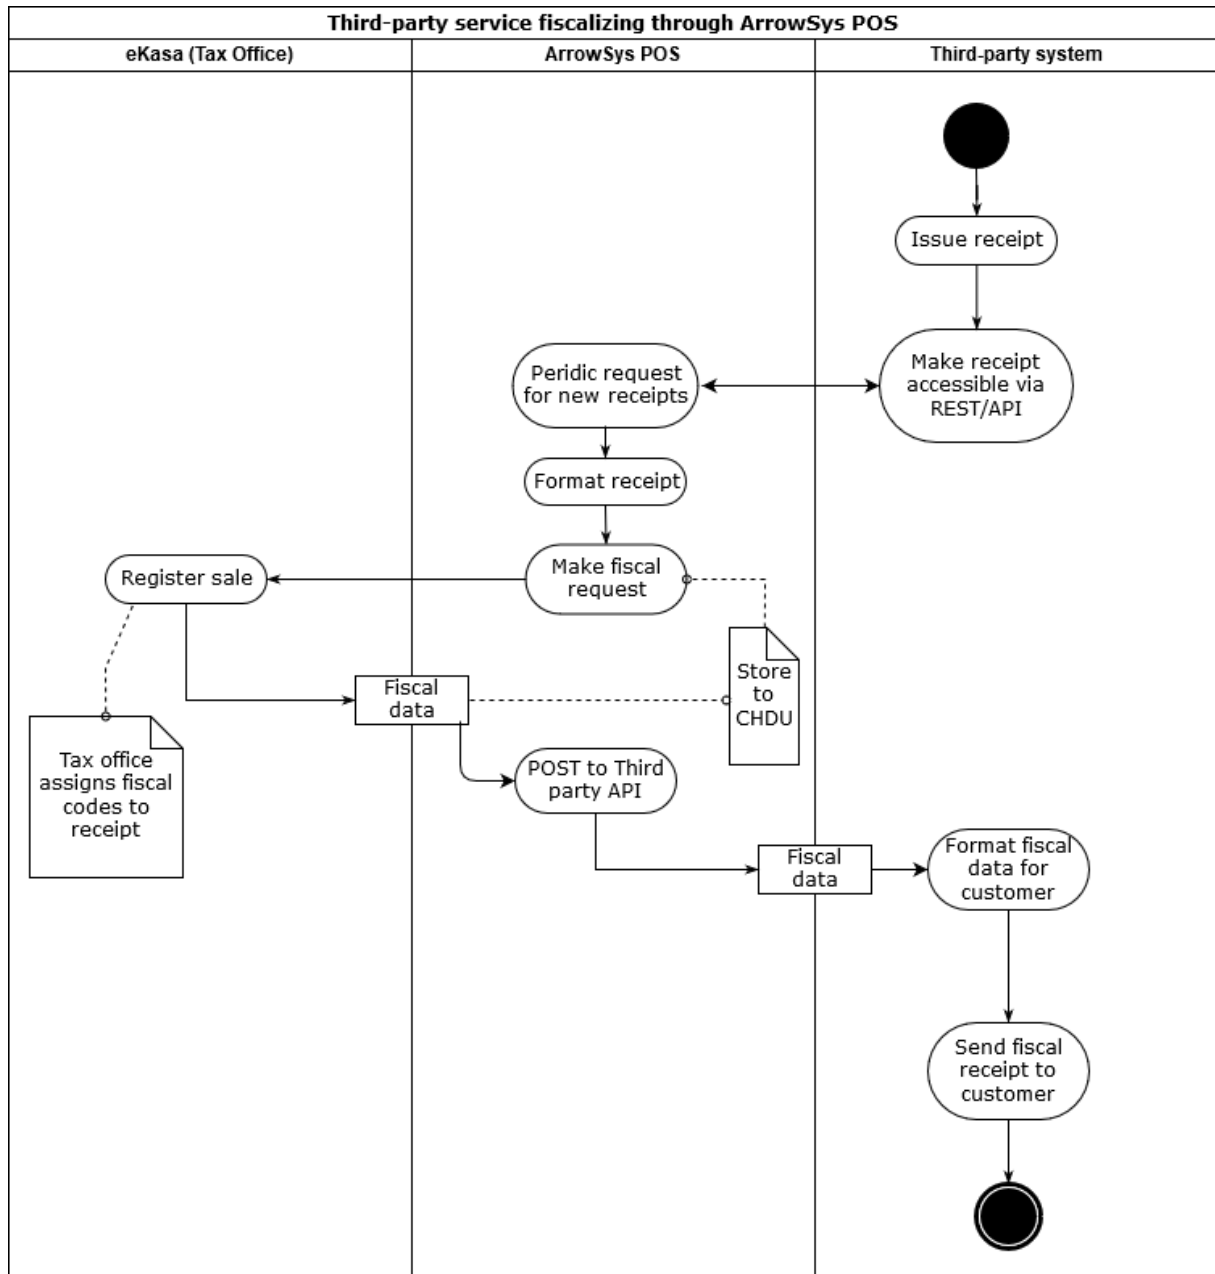 Third-party service fiscalizing through ArrowSys POS
eKasa (Tax Office)
ArrowSys POS
Third-party system
Issue receipt
Make receipt
accessible via
REST/API
Peridic request
for new receipts
Format receipt
Make fiscal
request
Register sale
Store
to
CHDU
Fiscal
data
Tax office
assigns fiscal
codes to
receipt
POST to Third
party API
Fiscal
data
Format fiscal
data for
customer
Send fiscal
receipt to
customer